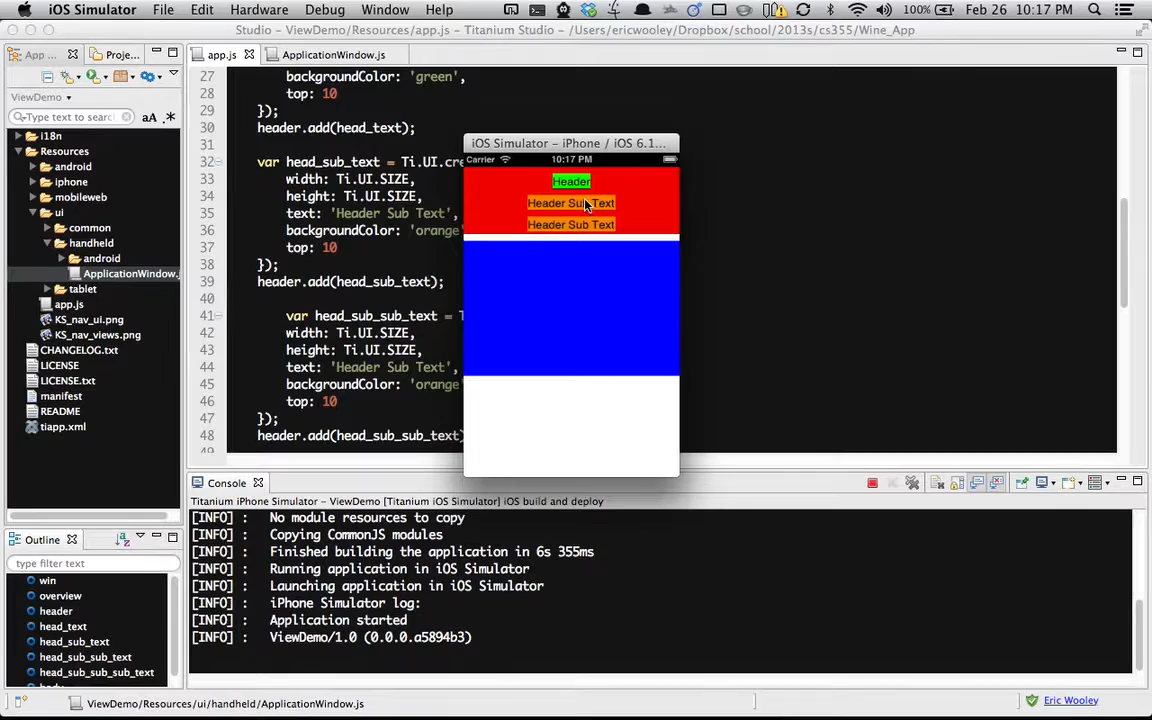 iOS Simulator File Edit Hardware Debug Window Help 100% Feb 26 10:17 PM
Studio - ViewDemo/Resources/app.js - Titanium Studio - /Users/ericwooley/Dropbox/school/2013s/cs355/Wine_App
App ... Proje... app.js ApplicationWindow.js
ViewDemo
Type to search aA .*
i18n
Resources
android
iphone
mobileweb
ui
common
handheld
android
ApplicationWindow.j
tablet
app.js
KS_nav_ui.png
KS_nav_views.png
CHANGELOG.txt
LICENSE
LICENSE.txt
manifest
README
tiapp.xml
27 backgroundColor: 'green',
28 top: 10
29 });
30 header.add(head_text);
31
32 var head_sub_text = Ti.UI.cre
33 width: Ti.UI.SIZE,
34 height: Ti.UI.SIZE,
35 text: 'Header Sub Text',
36 backgroundColor: 'orange'
37 top: 10
38 });
39 header.add(head_sub_text);
40
41 var head_sub_sub_text = T
42 width: Ti.UI.SIZE,
43 height: Ti.UI.SIZE,
44 text: 'Header Sub Text',
45 backgroundColor: 'orange'
46 top: 10
47 });
48 header.add(head_sub_sub_text)
49
iOS Simulator - iPhone / iOS 6.1...
Carrier 10:17 PM
Header
Header Sub Text
Header Sub Text
Outline
type filter text
win
overview
header
head_text
head_sub_text
head_sub_sub_text
head_sub_sub_sub_text
Console
Titanium iPhone Simulator - ViewDemo [Titanium iOS Simulator] iOS build and deploy
[INFO] : No module resources to copy
[INFO] : Copying CommonJS modules
[INFO] : Finished building the application in 6s 355ms
[INFO] : Running application in iOS Simulator
[INFO] : Launching application in iOS Simulator
[INFO] : iPhone Simulator log:
[INFO] : Application started
[INFO] : ViewDemo/1.0 (0.0.0.a5894b3)
ViewDemo/Resources/ui/handheld/ApplicationWindow.js
Eric Wooley